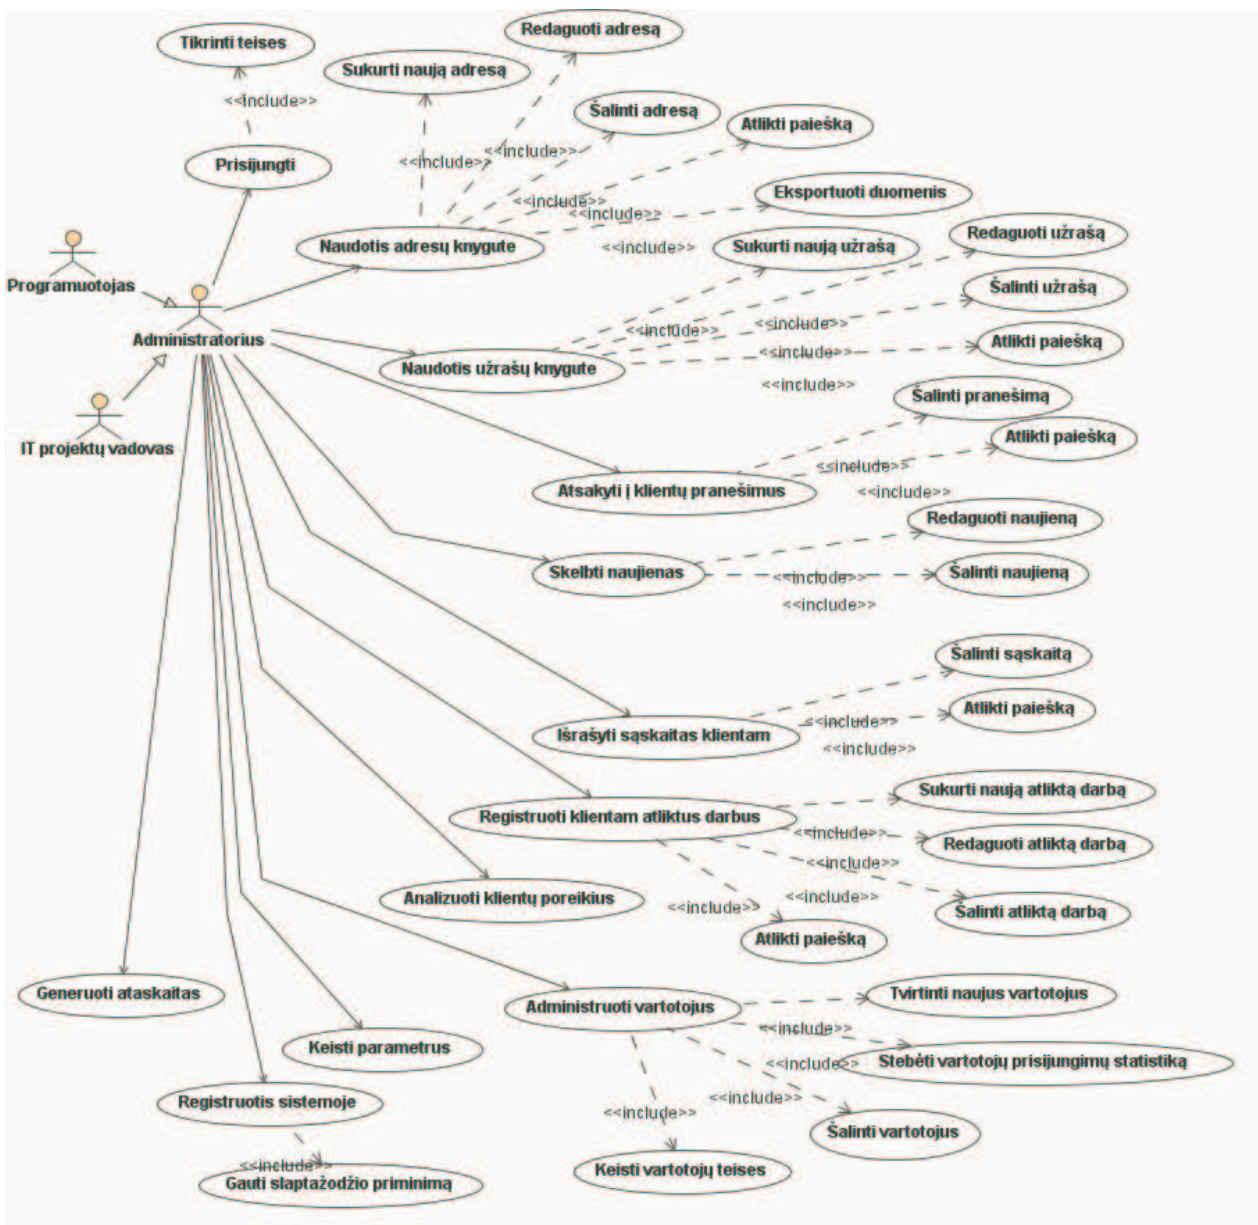 Redaguoti adresą
Tikrinti teises
Sukurti naują adresą
<<include>>
Šalinti adresą
Atlikti paiešką
<<include>>
<<include>>
<<include>>
Prisijungti
Eksportuoti duomenis
<<include>>
<<include>>
Naudotis adresų knygute
<<include>>
Sukurti naują užrašą
Redaguoti užrašą
Programuotojas
Šalinti užrašą
Administratorius
<<include>>
<<include>>
Atlikti paiešką
<<include>>
Naudotis užrašų knygute
<<include>>
Šalinti pranešimą
IT projektų vadovas
Atlikti paiešką
<<include>>
Atsakyti į klientų pranešimus
<<include>>
Redaguoti naujieną
Skelbti naujienas
<<include>>
Šalinti naujieną
<<include>>
Šalinti sąskaitą
Atlikti paiešką
<<include>>
Išrašyti sąskaitas klientam
<<include>>
Sukurti naują atliktą darbą
Registruoti klientam atliktus darbus
<<include>>
Redaguoti atliktą darbą
<<include>>
Analizuoti klientų poreikius
<<include>>
<<include>>
Šalinti atliktą darbą
Atlikti paiešką
Generuoti ataskaitas
Administruoti vartotojus
Tvirtinti naujus vartotojus
<<include>>
Keisti parametrus
<<include>>
Stebėti vartotojų prisijungimų statistiką
Registruotis sistemoje
<<include>>
<<include>>
Šalinti vartotojus
<<include>>
Gauti slaptažodžio priminimą
Keisti vartotojų teises